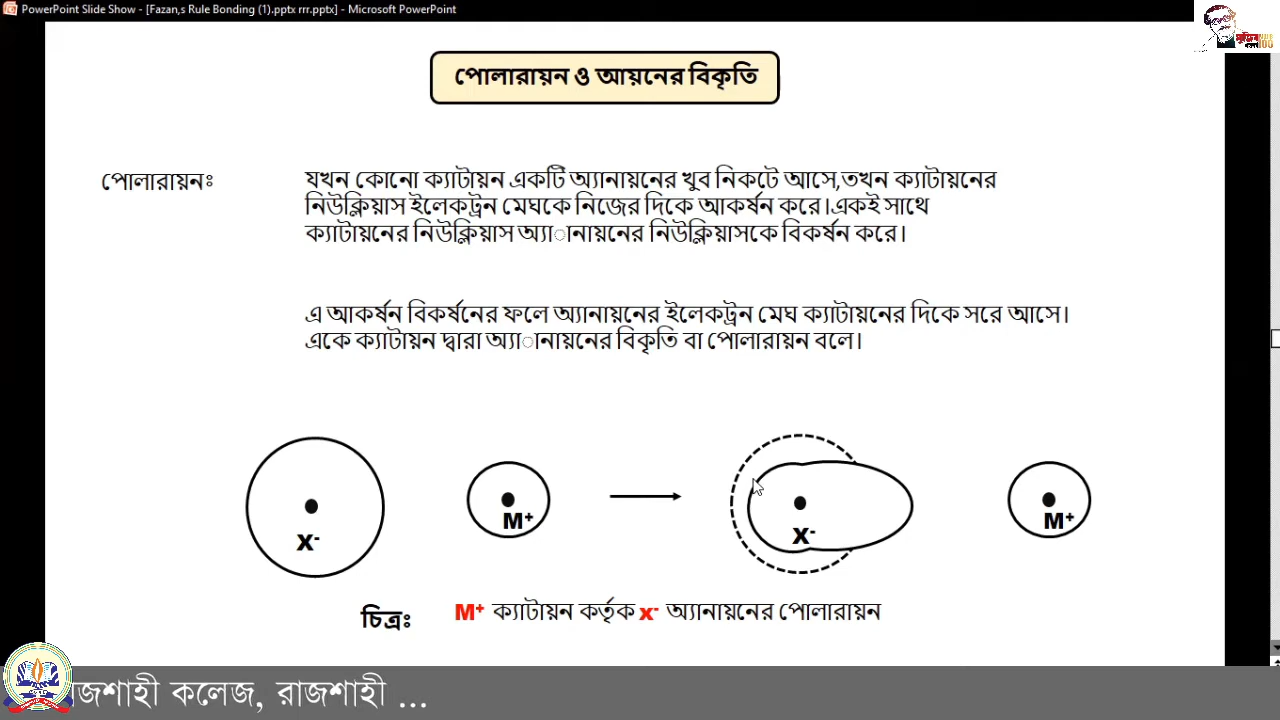 PowerPoint Slide Show - [Fazan,s Rule Bonding (1).pptx rrr.pptx] - Microsoft PowerPoint
পোলারায়ন ও আয়নের বিকৃতি
পোলারায়নঃ
যখন কোনো ক্যাটায়ন একটি অ্যানায়নের খুব নিকটে আসে,তখন ক্যাটায়নের
নিউক্লিয়াস ইলেকট্রন মেঘকে নিজের দিকে আকর্ষন করে।একই সাথে
ক্যাটায়নের নিউক্লিয়াস অ্যাানায়নের নিউক্লিয়াসকে বিকর্ষন করে।
এ আকর্ষন বিকর্ষনের ফলে অ্যানায়নের ইলেকট্রন মেঘ ক্যাটায়নের দিকে সরে আসে।
একে ক্যাটায়ন দ্বারা অ্যাানায়নের বিকৃতি বা পোলারায়ন বলে।
X⁻ M⁺ X⁻ M⁺
চিত্রঃ M⁺ ক্যাটায়ন কর্তৃক x⁻ অ্যানায়নের পোলারায়ন
জশাহী কলেজ, রাজশাহী ...